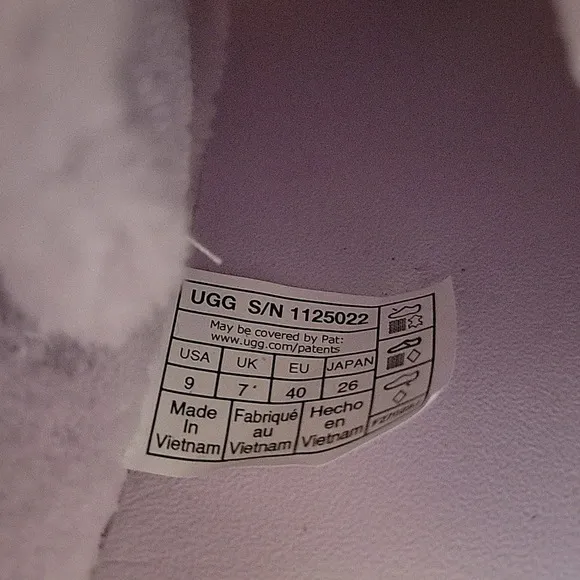 UGG S/N 1125022
May be covered by Pat:
www.ugg.com/patents
USA UK EU JAPAN
9 7 40 26
Made In Vietnam
Fabriqué au Vietnam
Hecho en Vietnam